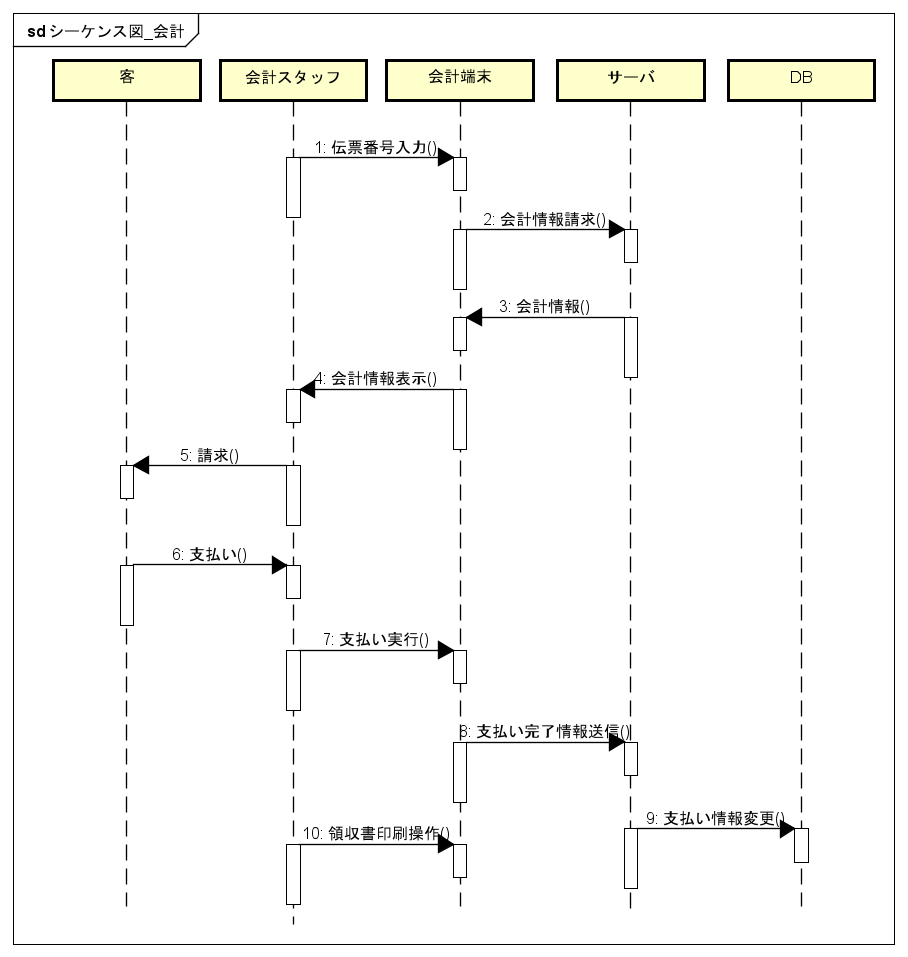 sd シーケンス図_会計
客
会計スタッフ
会計端末
サーバ
DB
1: 伝票番号入力()
2: 会計情報請求()
3: 会計情報()
4: 会計情報表示()
5: 請求()
6: 支払い()
7: 支払い実行()
8: 支払い完了情報送信()
9: 支払い情報変更()
10: 領収書印刷操作()